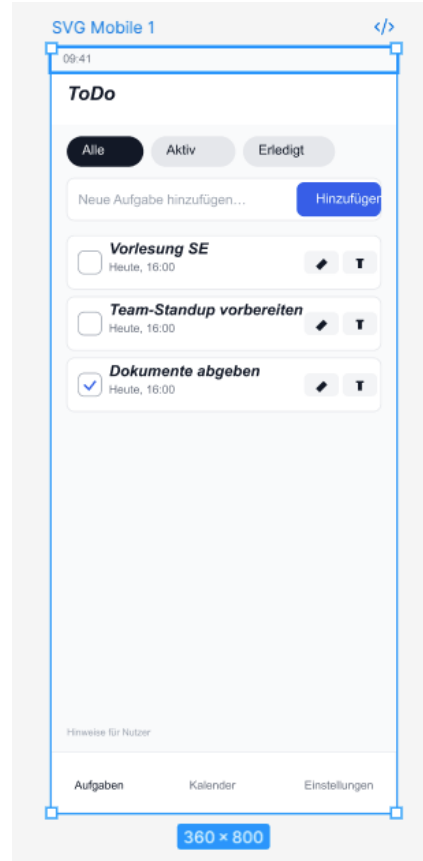 SVG Mobile 1
</>
09:41
ToDo
Alle Aktiv Erledigt
Neue Aufgabe hinzufügen... Hinzufüger
Vorlesung SE
Heute, 16:00
T
Team-Standup vorbereiten
Heute, 16:00
T
Dokumente abgeben
Heute, 16:00
T
Hinweise für Nutzer
Aufgaben Kalender Einstellungen
360 × 800